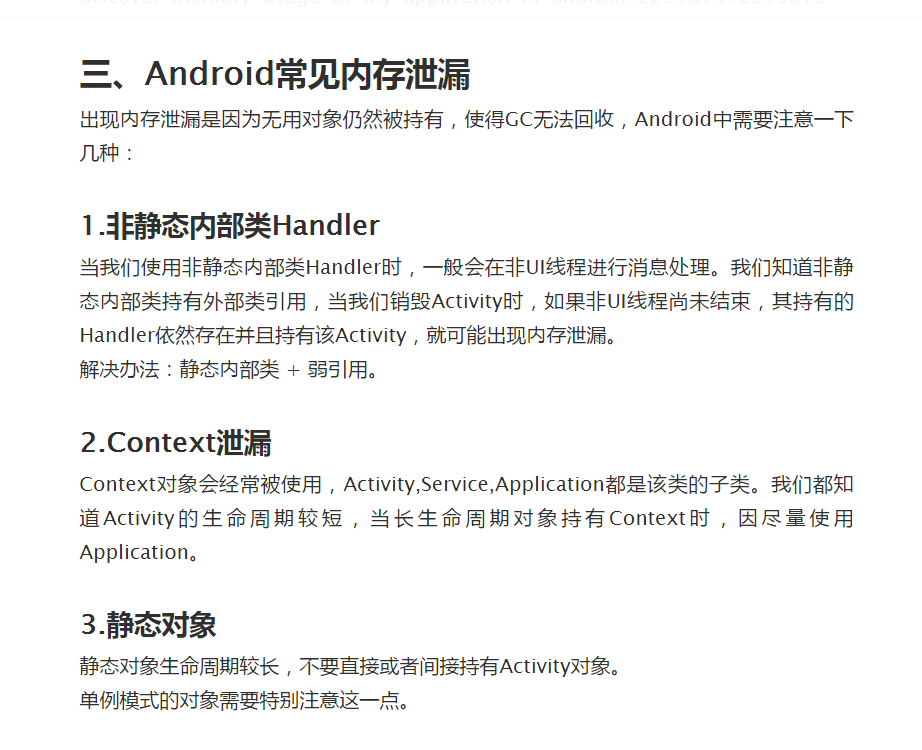 三、Android常见内存泄漏
出现内存泄漏是因为无用对象仍然被持有，使得GC无法回收，Android中需要注意一下
几种：
1.非静态内部类Handler
当我们使用非静态内部类Handler时，一般会在非UI线程进行消息处理。我们知道非静
态内部类持有外部类引用，当我们销毁Activity时，如果非UI线程尚未结束，其持有的
Handler依然存在并且持有该Activity，就可能出现内存泄漏。
解决办法：静态内部类 + 弱引用。
2.Context泄漏
Context对象会经常被使用，Activity,Service,Application都是该类的子类。我们都知
道Activity的生命周期较短，当长生命周期对象持有Context时，因尽量使用
Application。
3.静态对象
静态对象生命周期较长，不要直接或者间接持有Activity对象。
单例模式的对象需要特别注意这一点。